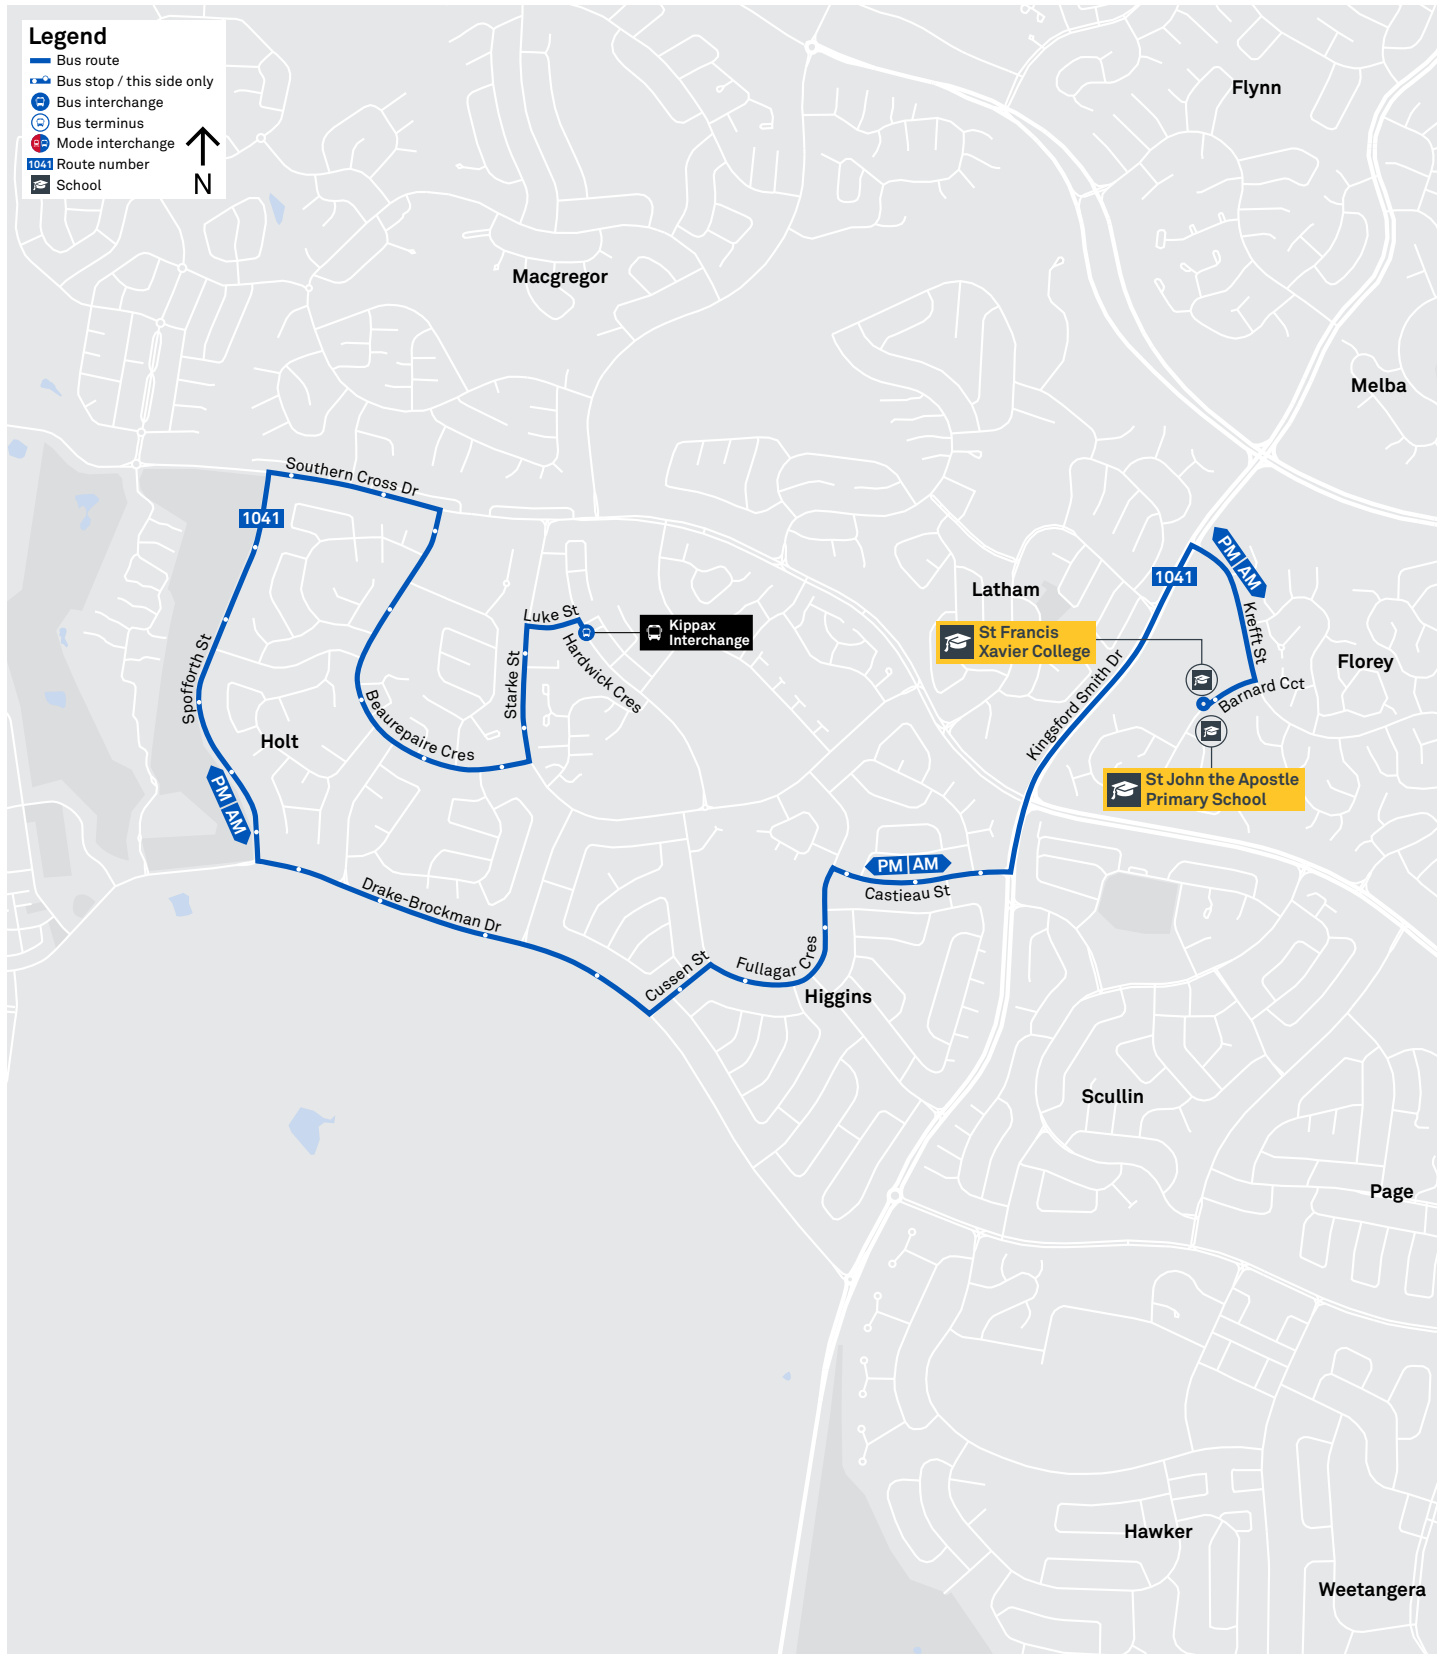 Legend
Bus route
Bus stop / this side only
Bus interchange
Bus terminus
Mode interchange
1041 Route number
School
N
Flynn
Macgregor
Melba
Southern Cross Dr
1041
PM AM
1041
Latham
Krefft St
Luke St
Kippax
Interchange
St Francis
Xavier College
Hardwick Cres
Starke St
Spofforth St
Florey
Barnard Cct
Kingsford Smith Dr
Beaurepaire Cres
Holt
St John the Apostle
Primary School
PM AM
PM AM
Castieau St
Drake-Brockman Dr
Cussen St
Fullagar Cres
Higgins
Scullin
Page
Hawker
Weetangera